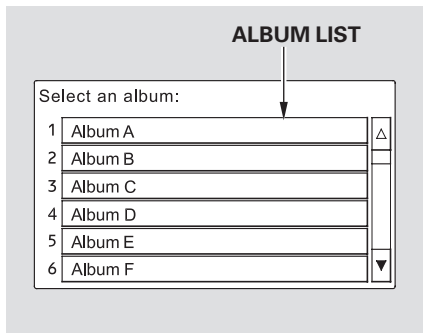 ALBUM LIST
Select an album:
1 Album A
2 Album B
3 Album C
4 Album D
5 Album E
6 Album F